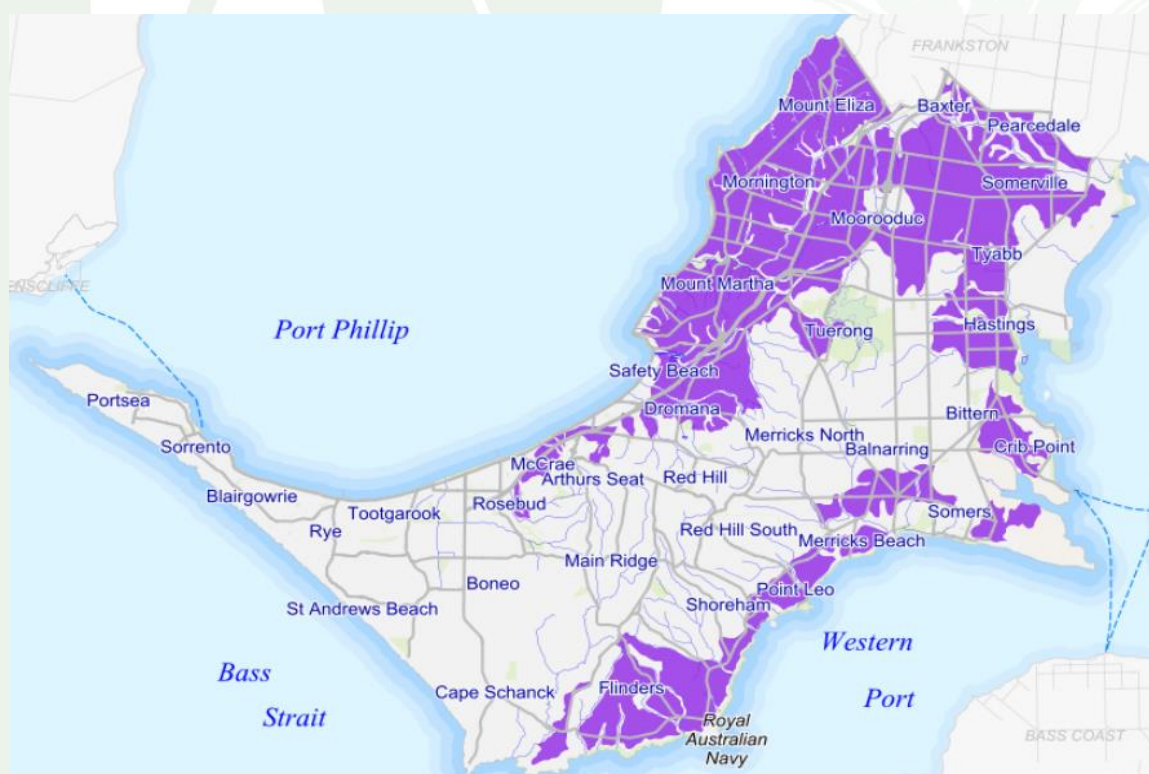 FRANKSTON
Mount Eliza
Baxter
Pearcedale
Mornington
Somerville
Moorooduc
Tyabb
Mount Martha
ENSCLIFFE
Port Phillip
Tuerong
Hastings
Safety Beach
Portsea
Dromana
Bittern
Merricks North
Sorrento
Balnarring
Crib Point
McCrae
Arthurs Seat
Red Hill
Blairgowrie
Rosebud
Tootgarook
Somers
Rye
Red Hill South
Merricks Beach
Main Ridge
Boneo
Point Leo
St Andrews Beach
Shoreham
Western
Bass
Cape Schanck
Flinders
Port
Strait
Royal
Australian
Navy
BASS COAST